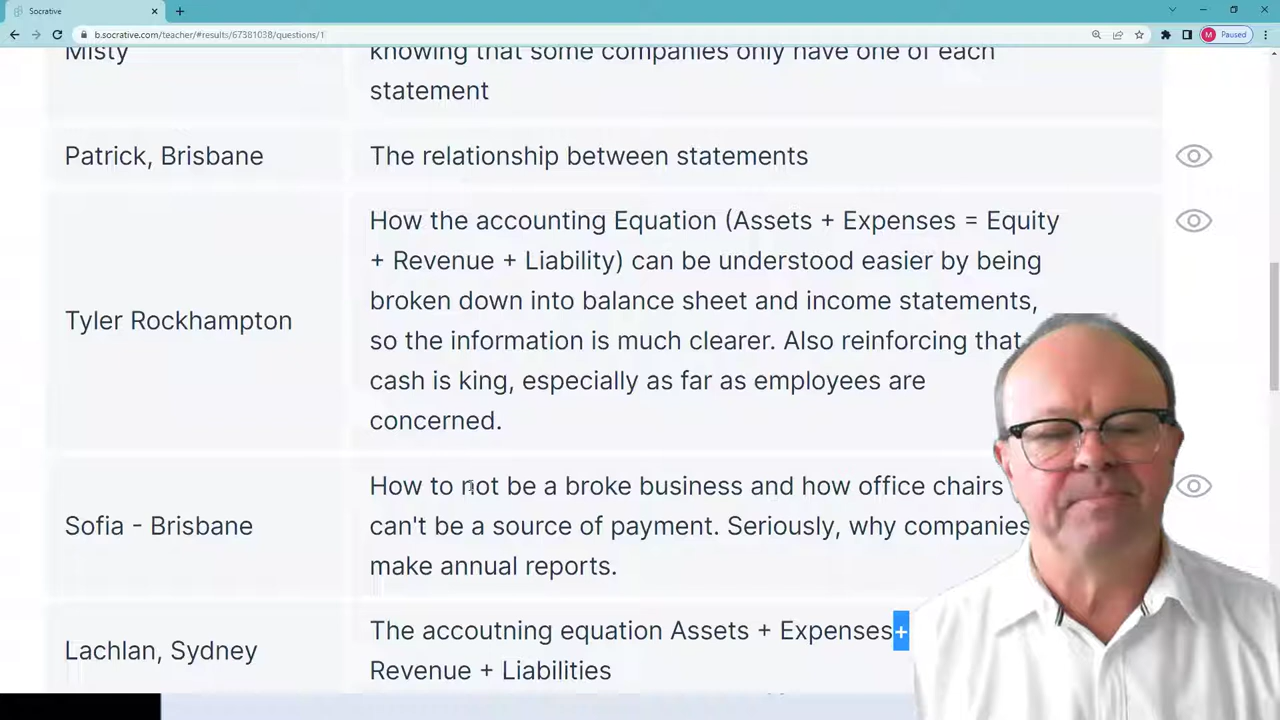 Socrative
b.socrative.com/teacher/#results/67381038/questions/1
M Paused
Misty
knowing that some companies only have one of each
statement
Patrick, Brisbane
The relationship between statements
Tyler Rockhampton
How the accounting Equation (Assets + Expenses = Equity
+ Revenue + Liability) can be understood easier by being
broken down into balance sheet and income statements,
so the information is much clearer. Also reinforcing that
cash is king, especially as far as employees are
concerned.
Sofia - Brisbane
How to not be a broke business and how office chairs
can't be a source of payment. Seriously, why companies
make annual reports.
Lachlan, Sydney
The accoutning equation Assets + Expenses+
Revenue + Liabilities